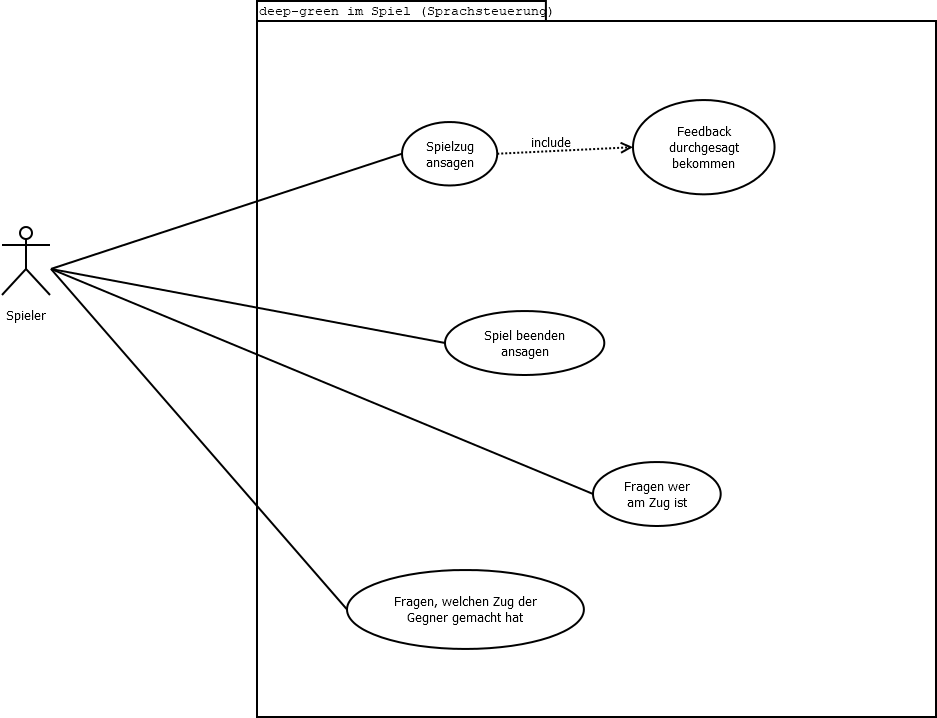 deep-green im Spiel (Sprachsteuerung)
Spielzug
ansagen
include
Feedback
durchgesagt
bekommen
Spieler
Spiel beenden
ansagen
Fragen wer
am Zug ist
Fragen, welchen Zug der
Gegner gemacht hat